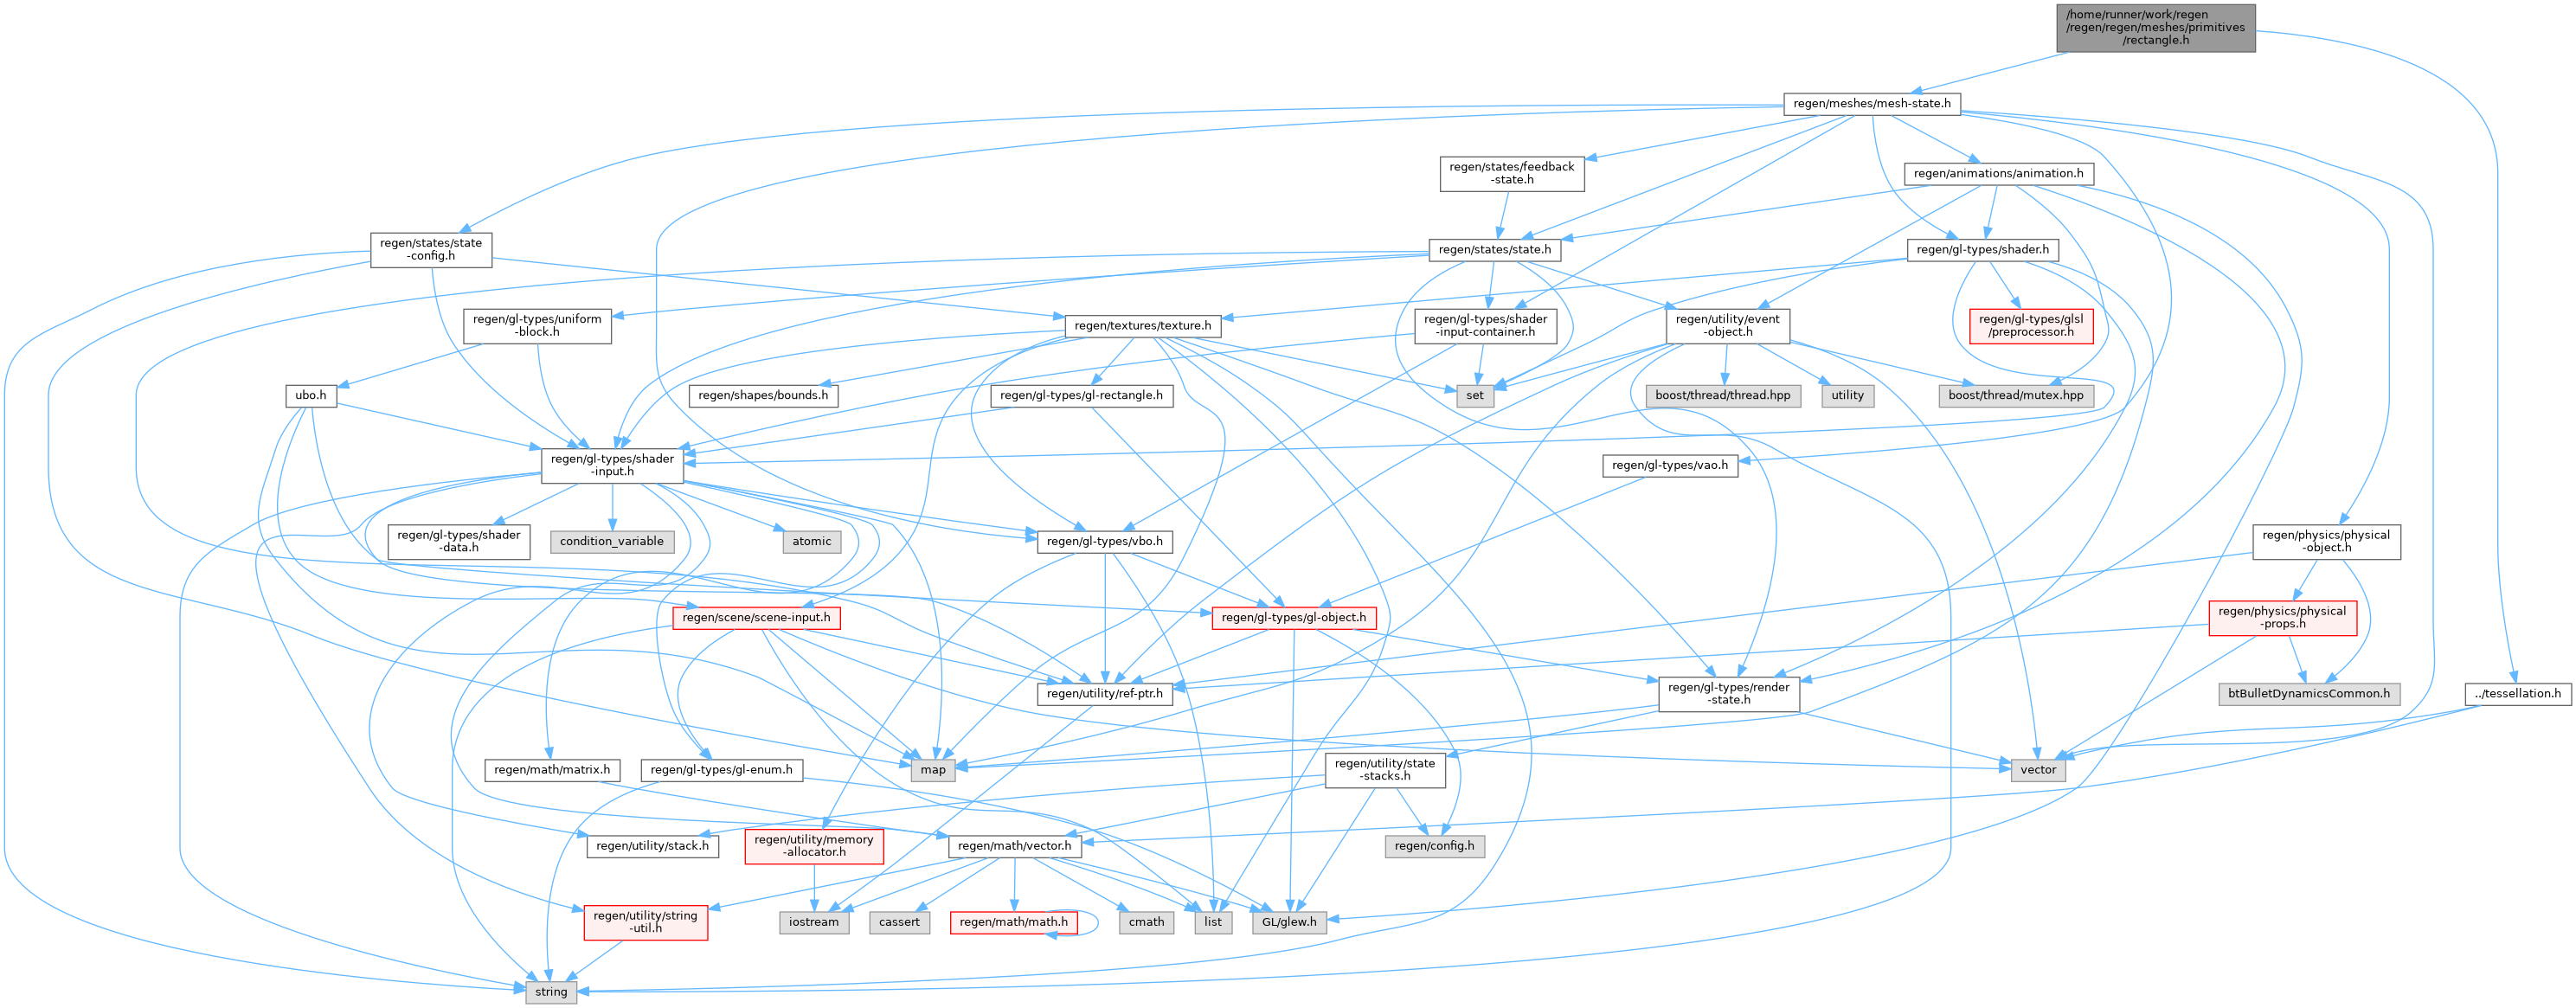 /home/runner/work/regen
/regen/regen/meshes/primitives
/rectangle.h
regen/meshes/mesh-state.h
regen/states/feedback
-state.h
regen/animations/animation.h
regen/states/state
-config.h
regen/states/state.h
regen/gl-types/shader.h
regen/gl-types/uniform
-block.h
regen/textures/texture.h
regen/gl-types/shader
-input-container.h
regen/utility/event
-object.h
regen/gl-types/glsl
/preprocessor.h
ubo.h
regen/shapes/bounds.h
regen/gl-types/gl-rectangle.h
set
boost/thread/thread.hpp
utility
boost/thread/mutex.hpp
regen/gl-types/shader
-input.h
regen/gl-types/vao.h
regen/gl-types/shader
-data.h
condition_variable
atomic
regen/gl-types/vbo.h
regen/physics/physical
-object.h
regen/scene/scene-input.h
regen/gl-types/gl-object.h
regen/physics/physical
-props.h
regen/utility/ref-ptr.h
regen/gl-types/render
-state.h
btBulletDynamicsCommon.h
../tessellation.h
regen/math/matrix.h
regen/gl-types/gl-enum.h
map
regen/utility/state
-stacks.h
vector
regen/utility/stack.h
regen/utility/memory
-allocator.h
regen/math/vector.h
regen/config.h
regen/utility/string
-util.h
iostream
cassert
regen/math/math.h
cmath
list
GL/glew.h
string